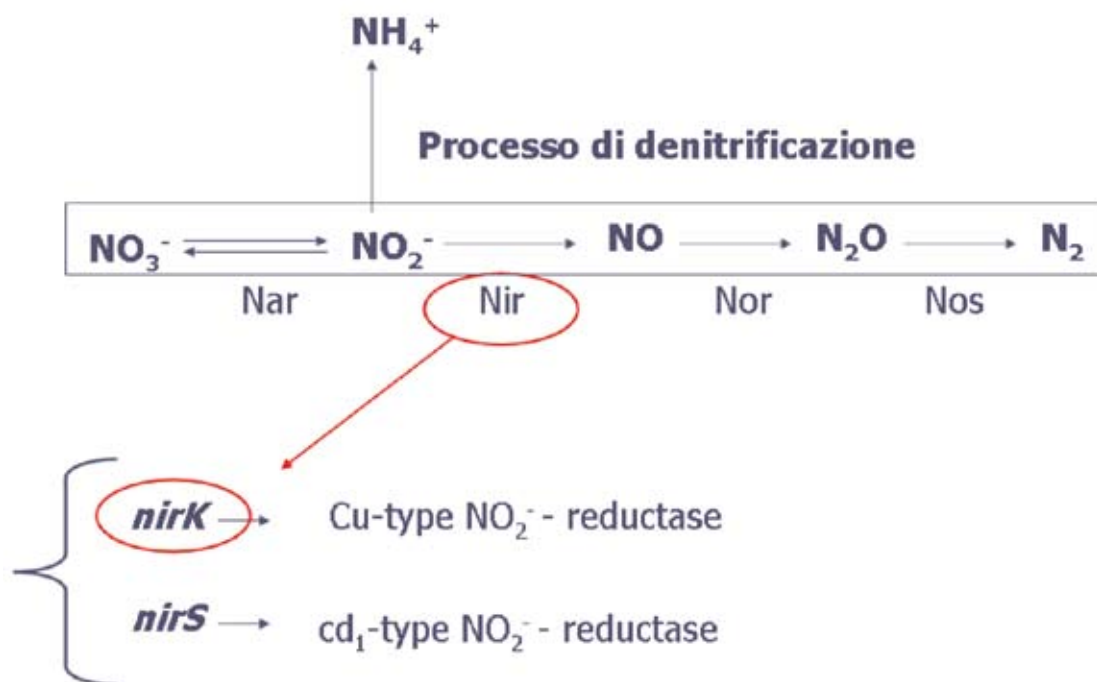 NH₄⁺
Processo di denitrificazione
NO₃⁻ NO₂⁻ NO N₂O N₂
Nar Nir Nor Nos
nirK Cu-type NO₂⁻- reductase
nirS cd₁-type NO₂⁻- reductase